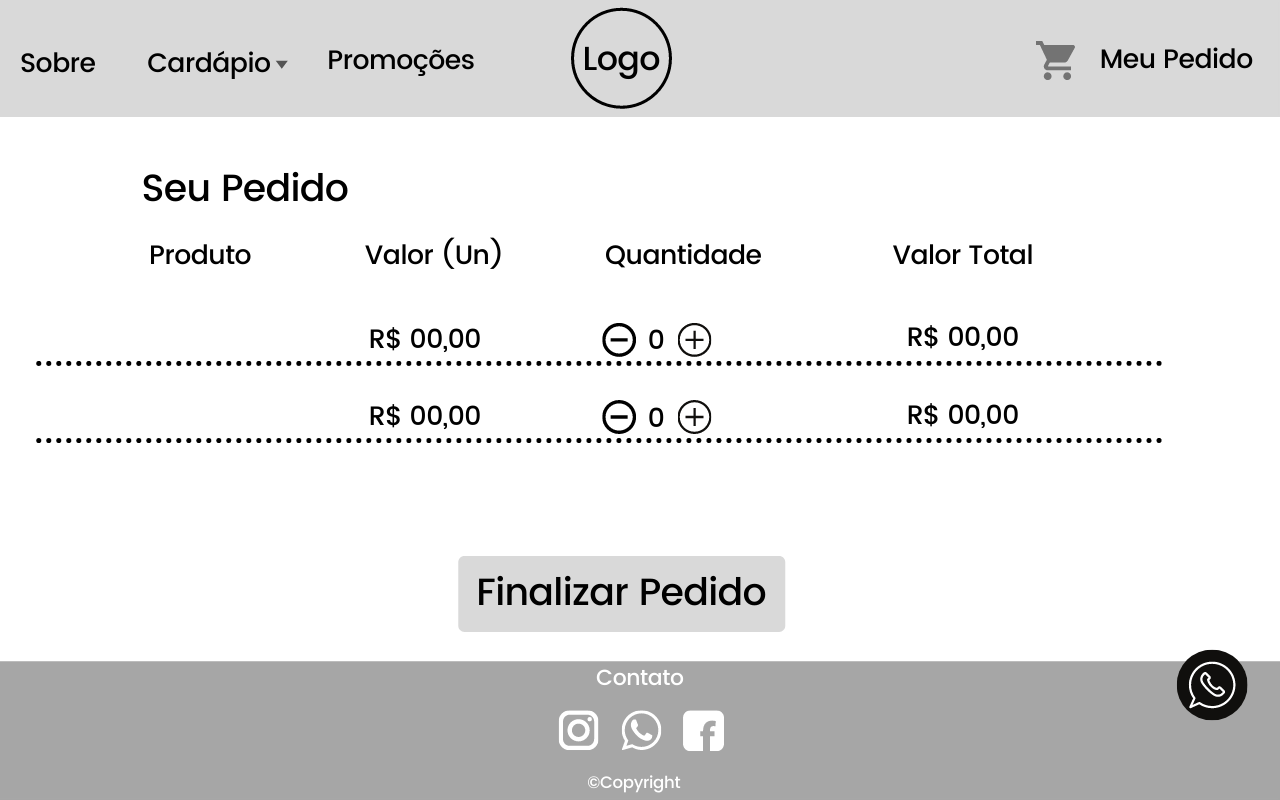 Sobre Cardápio Promoções Logo Meu Pedido
Seu Pedido
Produto Valor (Un) Quantidade Valor Total
R$ 00,00 0 R$ 00,00
R$ 00,00 0 R$ 00,00
Finalizar Pedido
Contato
©Copyright